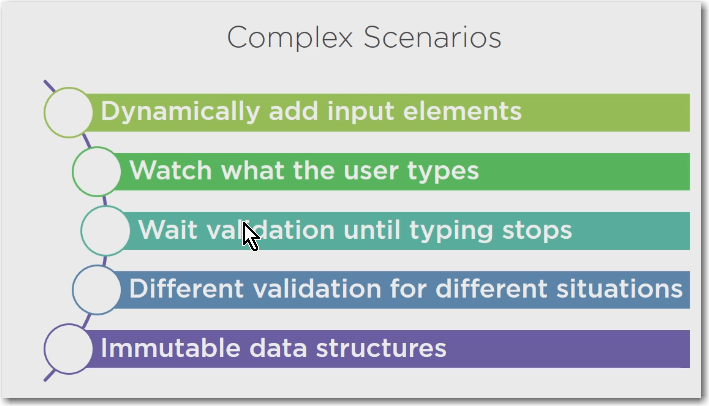 Complex Scenarios
Dynamically add input elements
Watch what the user types
Wait validation until typing stops
Different validation for different situations
Immutable data structures